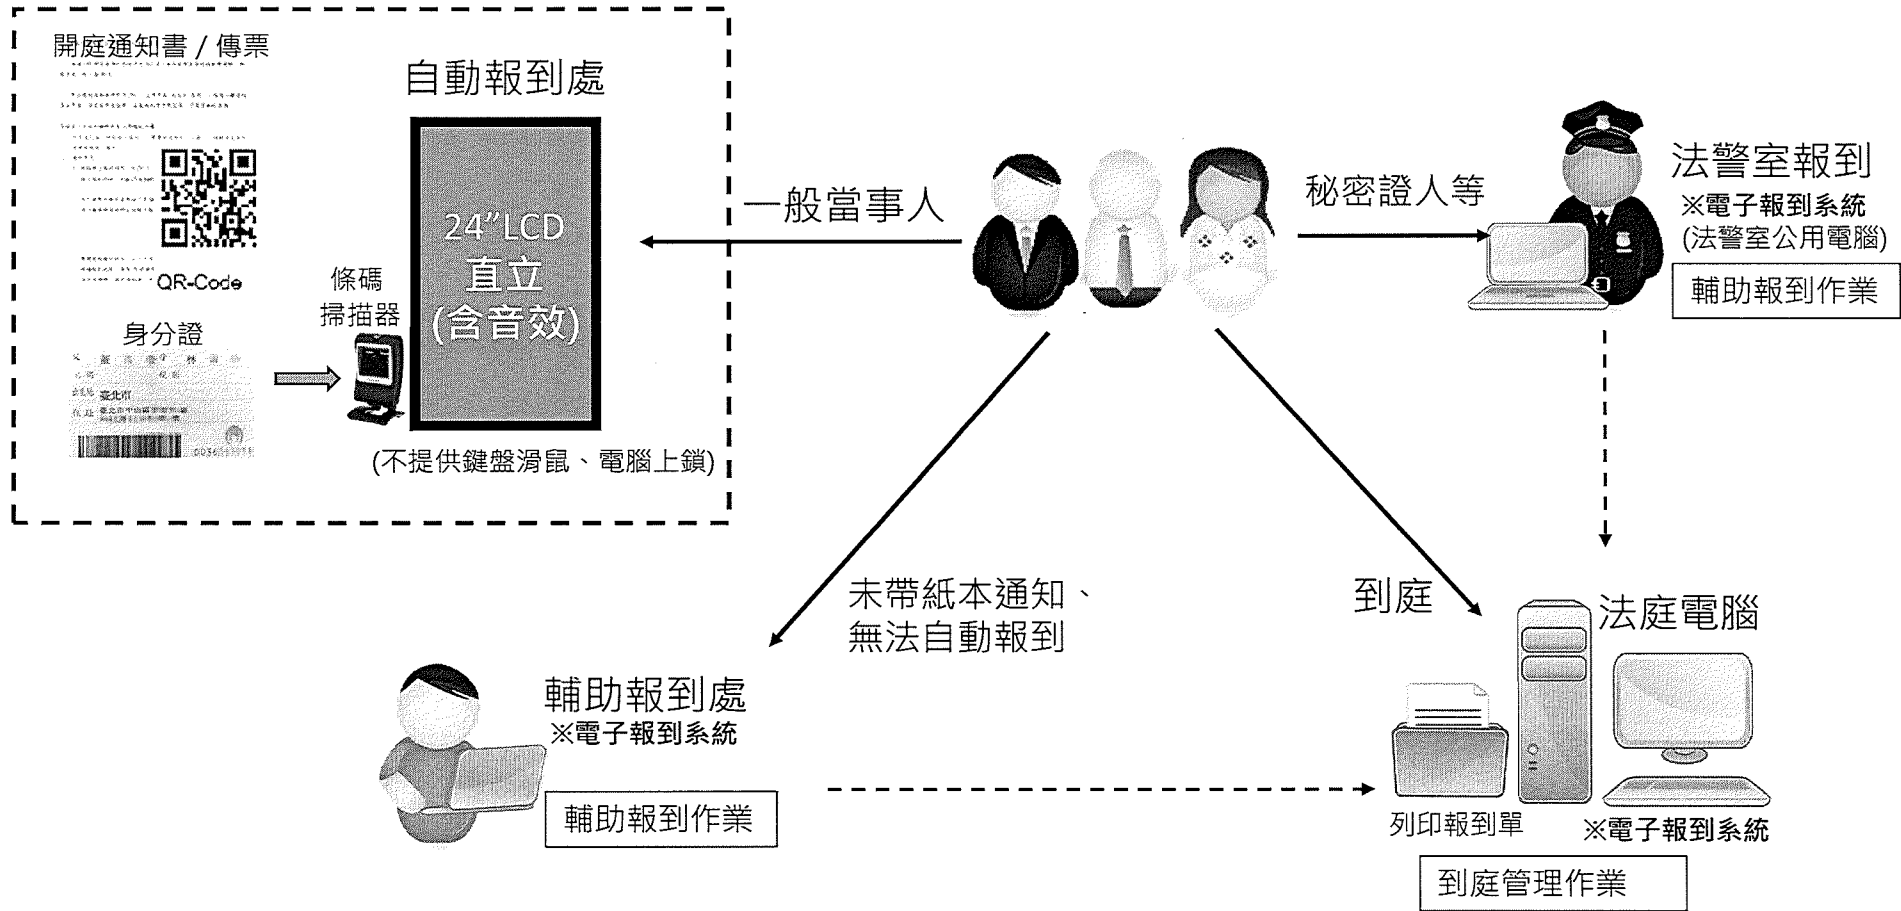 開庭通知書 / 傳票
QR-Code
身分證
臺北市
條碼
掃描器
自動報到處
24”LCD
直立
(含音效)
(不提供鍵盤滑鼠、電腦上鎖)
一般當事人
秘密證人等
法警室報到
※電子報到系統
(法警室公用電腦)
輔助報到作業
未帶紙本通知、
無法自動報到
到庭
輔助報到處
※電子報到系統
輔助報到作業
法庭電腦
列印報到單
※電子報到系統
到庭管理作業